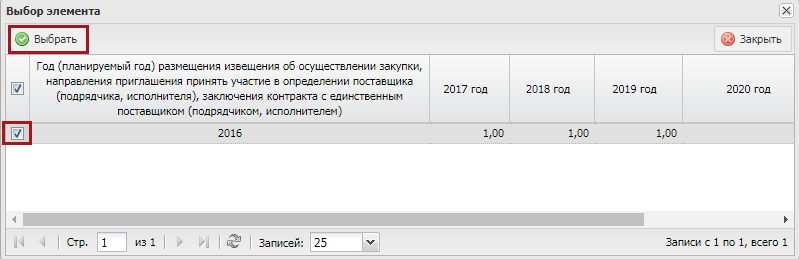 Выбор элемента
Выбрать
Закрыть
Год (планируемый год) размещения извещения об осуществлении закупки,
направления приглашения принять участие в определении поставщика
(подрядчика, исполнителя), заключения контракта с единственным
поставщиком (подрядчиком, исполнителем)
2017 год
2018 год
2019 год
2020 год
2016
1,00
1,00
1,00
Стр. 1 из 1
Записей: 25
Записи с 1 по 1, всего 1